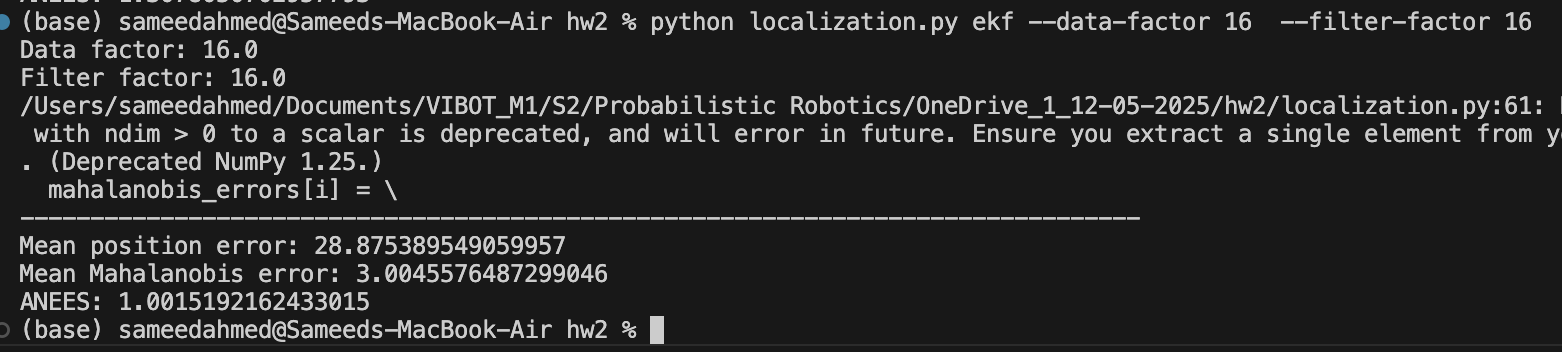 (base) sameedahmed@Sameeds-MacBook-Air hw2 % python localization.py ekf --data-factor 16  --filter-factor 16
Data factor: 16.0
Filter factor: 16.0
/Users/sameedahmed/Documents/VIBOT_M1/S2/Probabilistic Robotics/OneDrive_1_12-05-2025/hw2/localization.py:61:
 with ndim > 0 to a scalar is deprecated, and will error in future. Ensure you extract a single element from
. (Deprecated NumPy 1.25.)
  mahalanobis_errors[i] = \
--------------------------------------------------------------------------------
Mean position error: 28.875389549059957
Mean Mahalanobis error: 3.0045576487299046
ANEES: 1.0015192162433015
(base) sameedahmed@Sameeds-MacBook-Air hw2 %